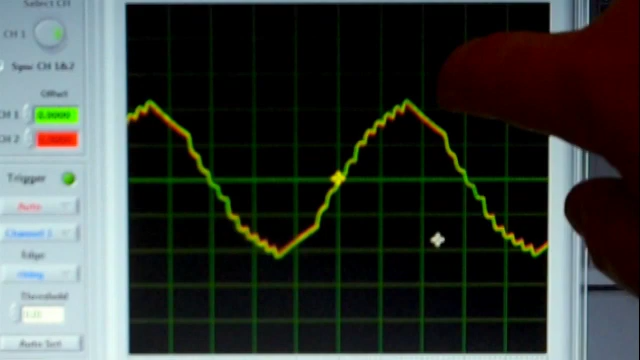 Select CH
CH 1
Sync CH 1&2
Offset
CH 1 0.0000
CH 2
Trigger
Auto
Channel 1
Edge
rising
Threshold
Auto Set